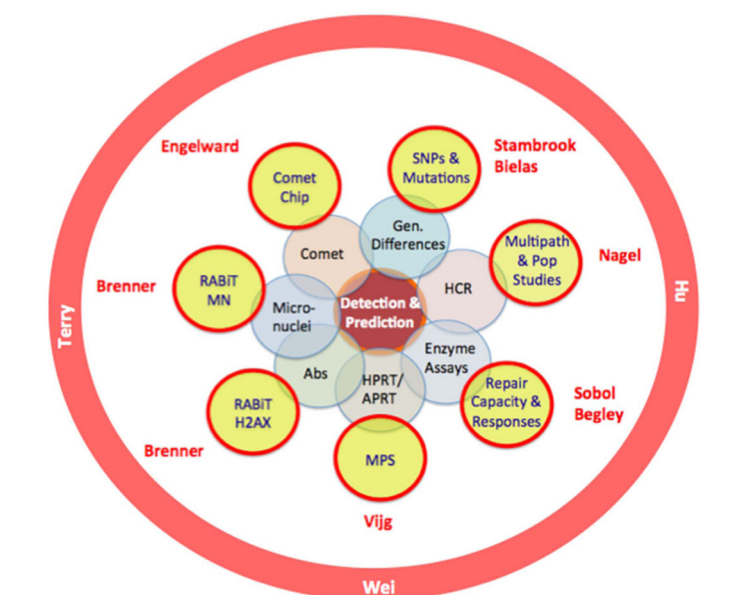 Engelward
Comet
Chip
SNPs &
Mutations
Stambrook
Bielas
Gen.
Differences
Comet
Multipath
& Pop
Studies
Nagel
Brenner
RABiT
MN
Micro-
nuclei
Detection &
Prediction
HCR
Terry
Hu
Enzyme
Assays
Abs
HPRT/
APRT
Repair
Capacity &
Responses
Sobol
Begley
RABiT
H2AX
Brenner
MPS
Vijg
Wei